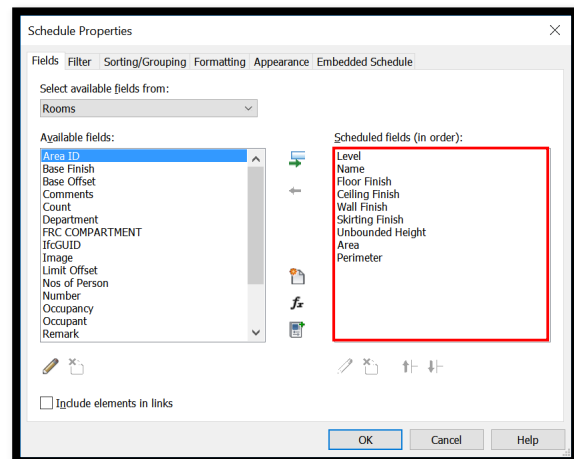 Schedule Properties
Fields Filter Sorting/Grouping Formatting Appearance Embedded Schedule
Select available fields from:
Rooms
Available fields:
Area ID
Base Finish
Base Offset
Comments
Count
Department
FRC COMPARTMENT
IfcGUID
Image
Limit Offset
Nos of Person
Number
Occupancy
Occupant
Remark
fx
Scheduled fields (in order):
Level
Name
Floor Finish
Ceiling Finish
Wall Finish
Skirting Finish
Unbounded Height
Area
Perimeter
Include elements in links
OK Cancel Help